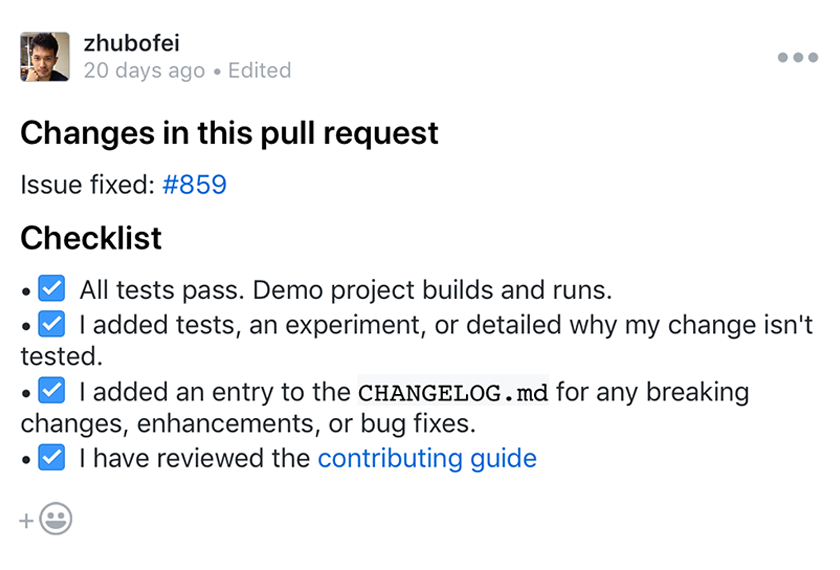 zhubofei
20 days ago • Edited
Changes in this pull request
Issue fixed: #859
Checklist
• ☑ All tests pass. Demo project builds and runs.
• ☑ I added tests, an experiment, or detailed why my change isn't
tested.
• ☑ I added an entry to the CHANGELOG.md for any breaking
changes, enhancements, or bug fixes.
• ☑ I have reviewed the contributing guide